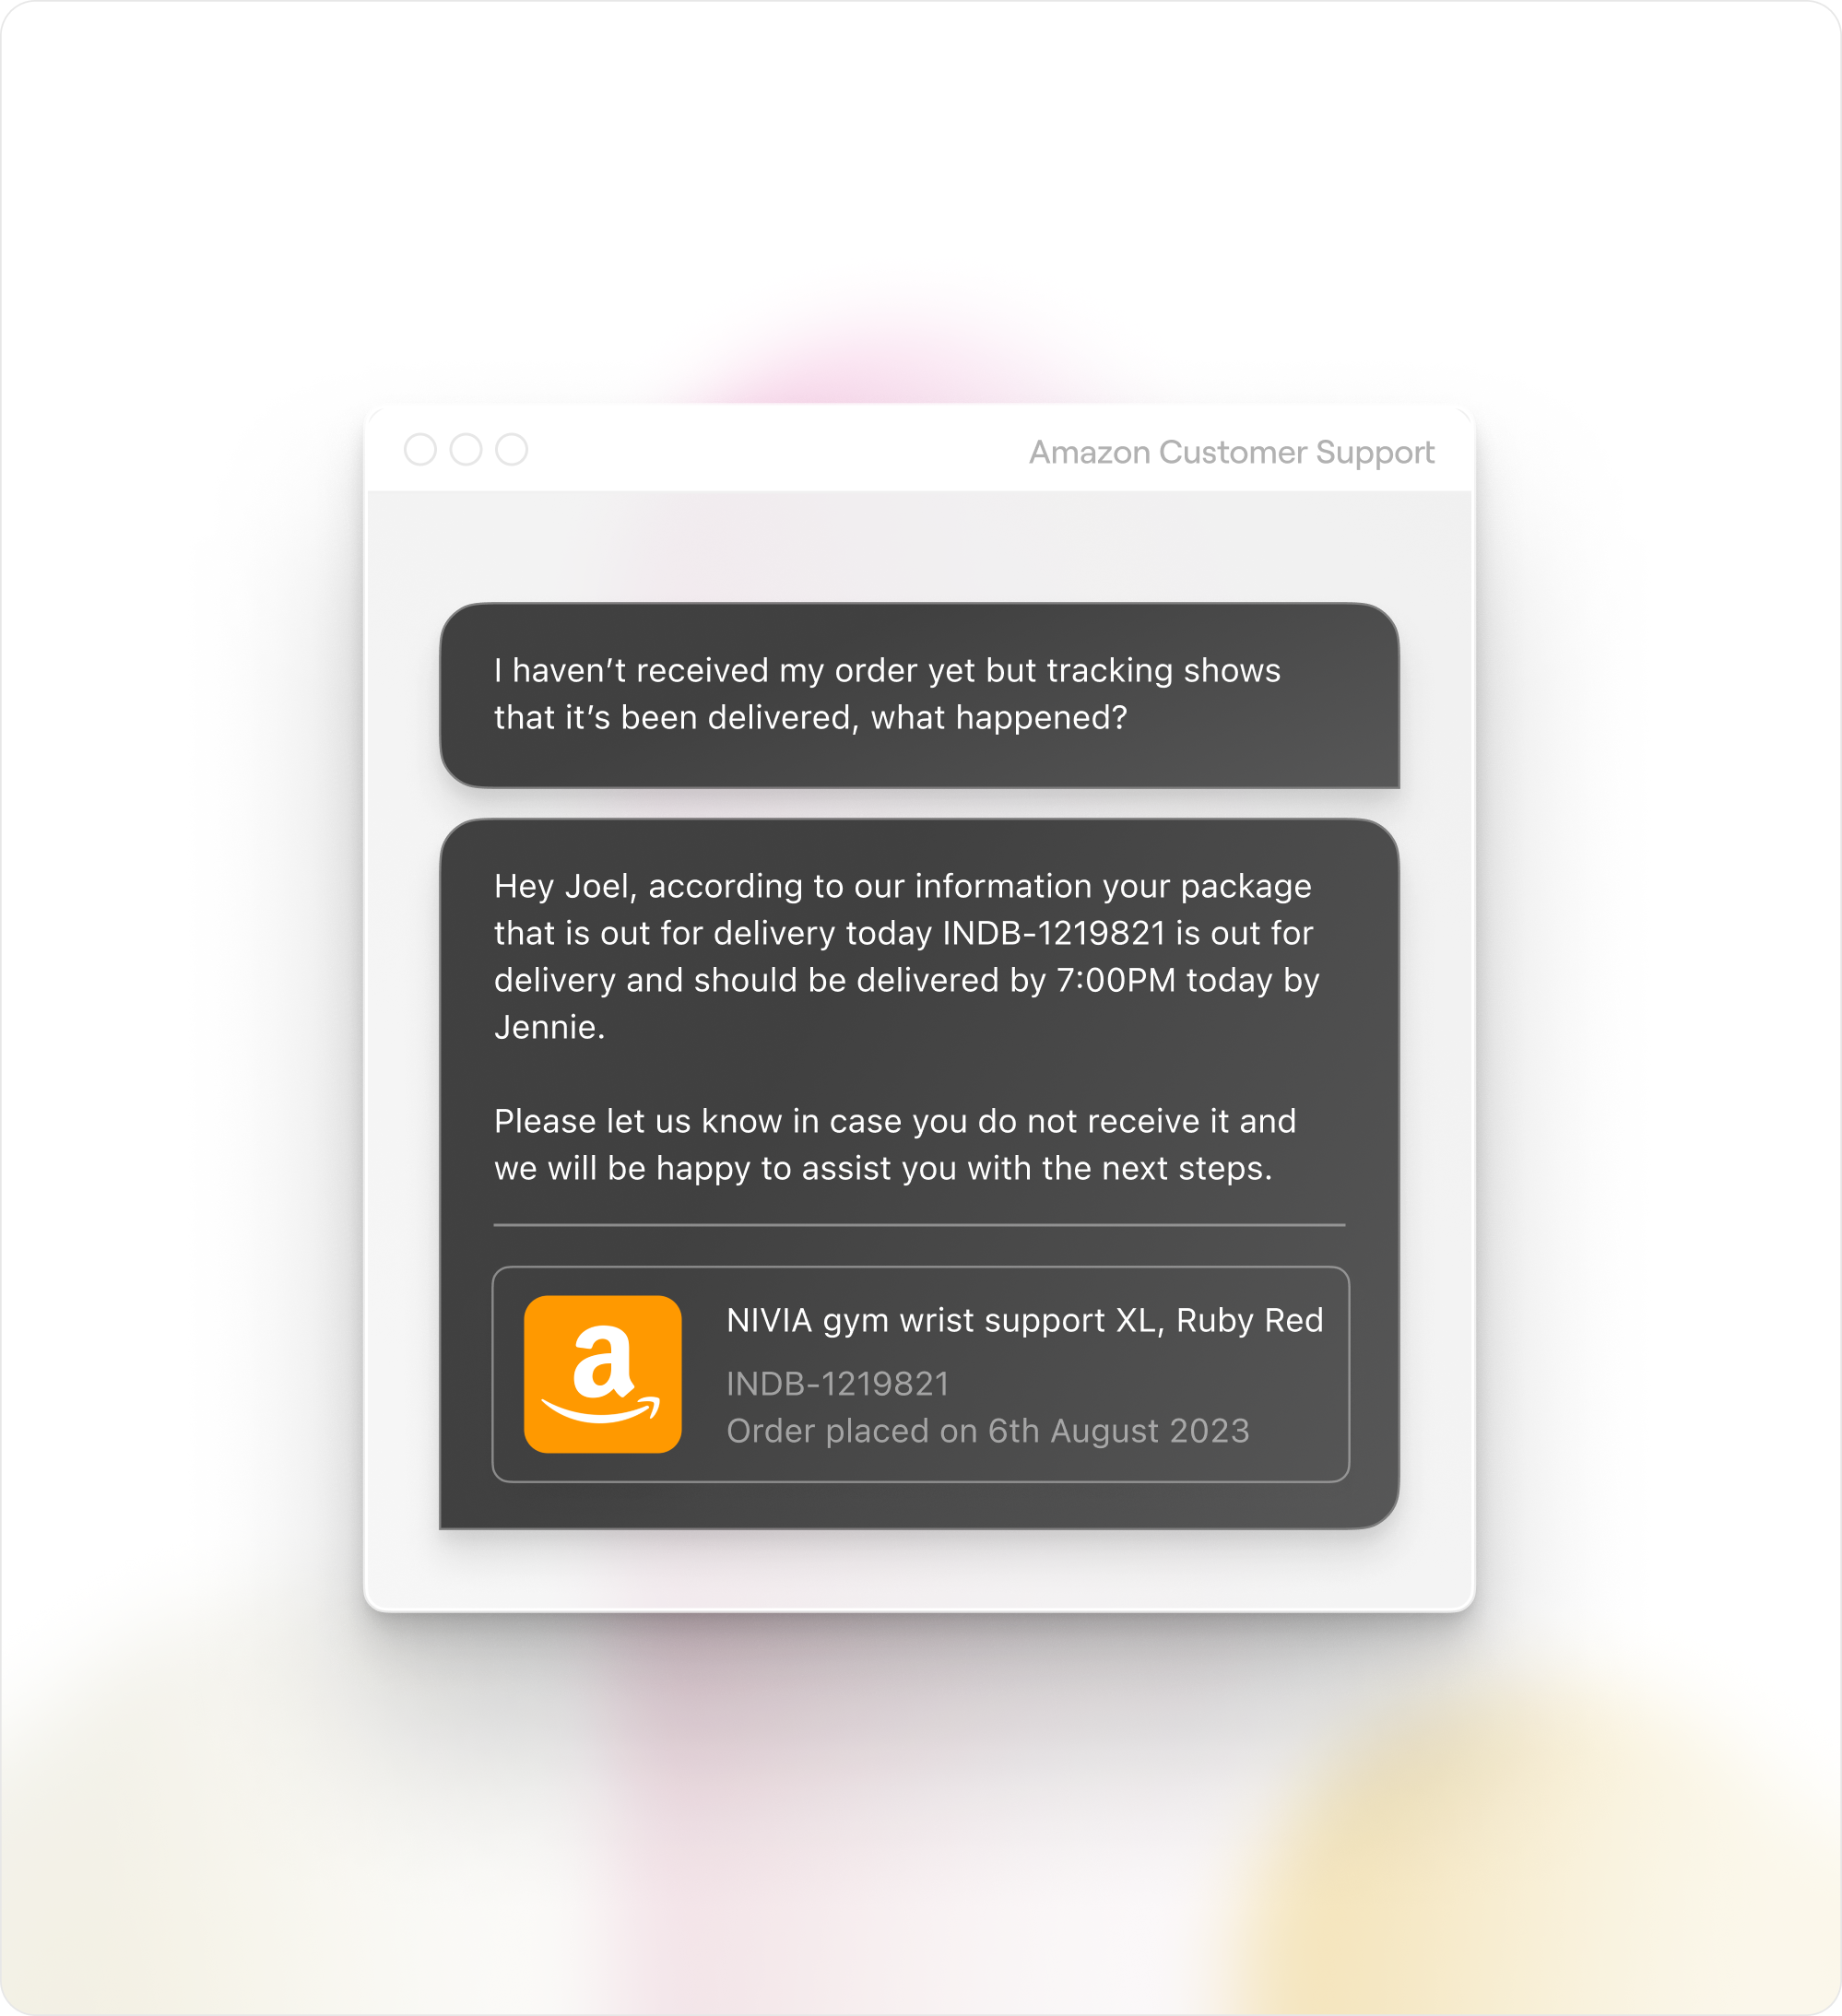 Amazon Customer Support
I haven’t received my order yet but tracking shows
that it’s been delivered, what happened?
Hey Joel, according to our information your package
that is out for delivery today INDB-1219821 is out for
delivery and should be delivered by 7:00PM today by
Jennie.
Please let us know in case you do not receive it and
we will be happy to assist you with the next steps.
a
NIVIA gym wrist support XL, Ruby Red
INDB-1219821
Order placed on 6th August 2023